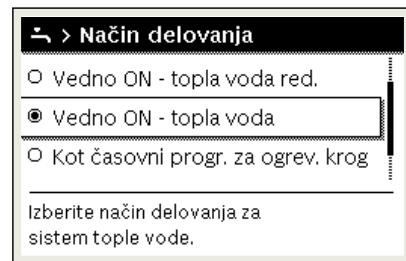 > Način delovanja
Vedno ON - topla voda red.
Vedno ON - topla voda
Kot časovni progr. za ogrev. krog
Izberite način delovanja za
sistem tople vode.